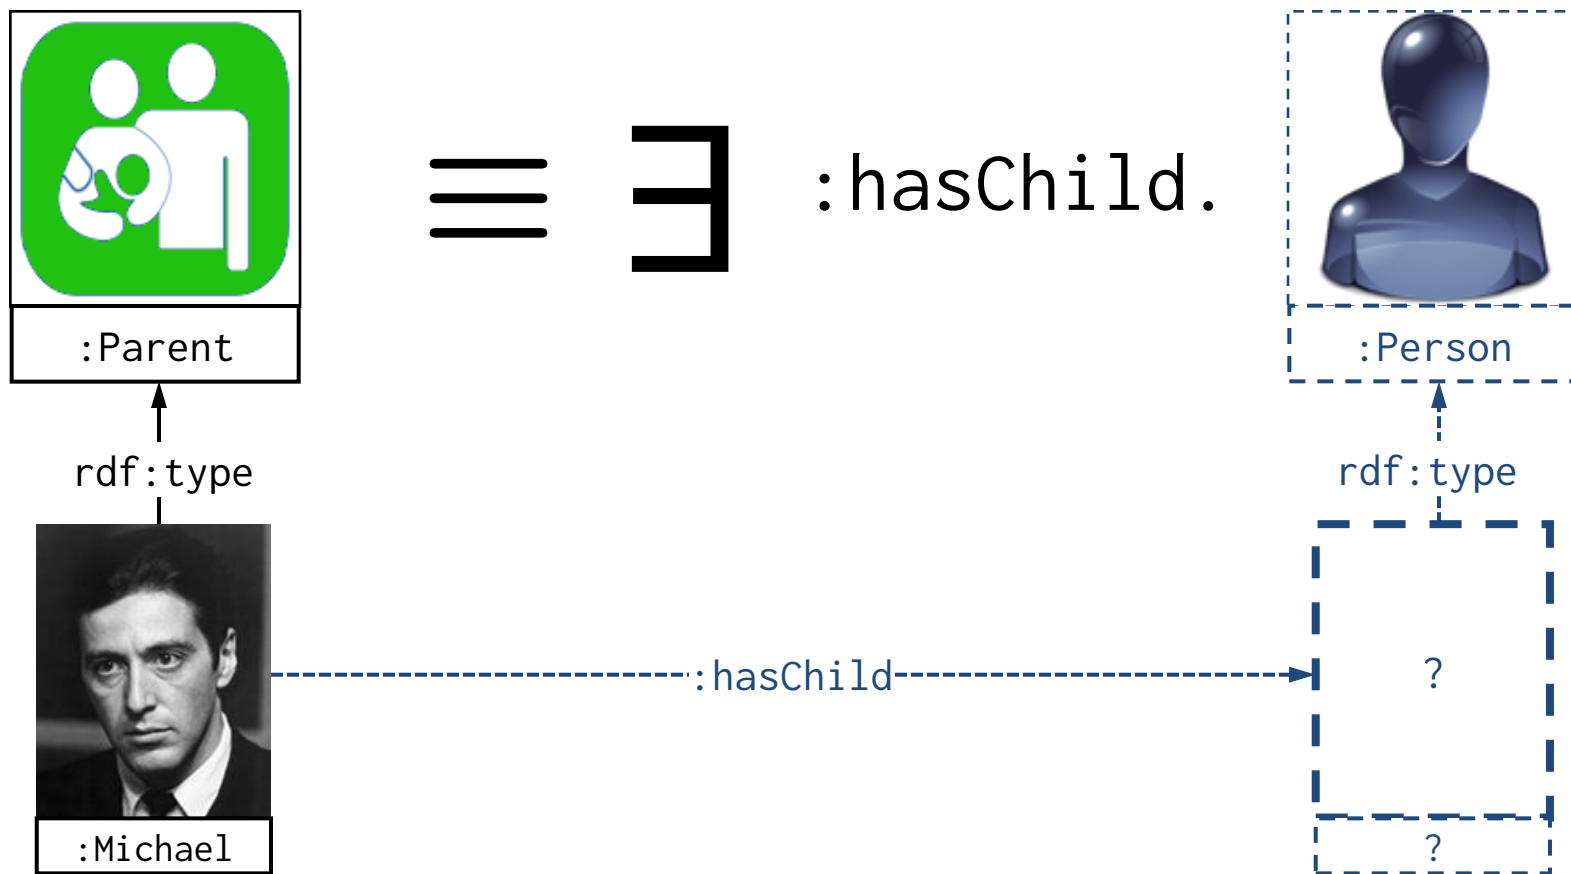 ≡ ∃ :hasChild.
:Parent
:Person
rdf:type
rdf:type
:hasChild
?
:Michael
?